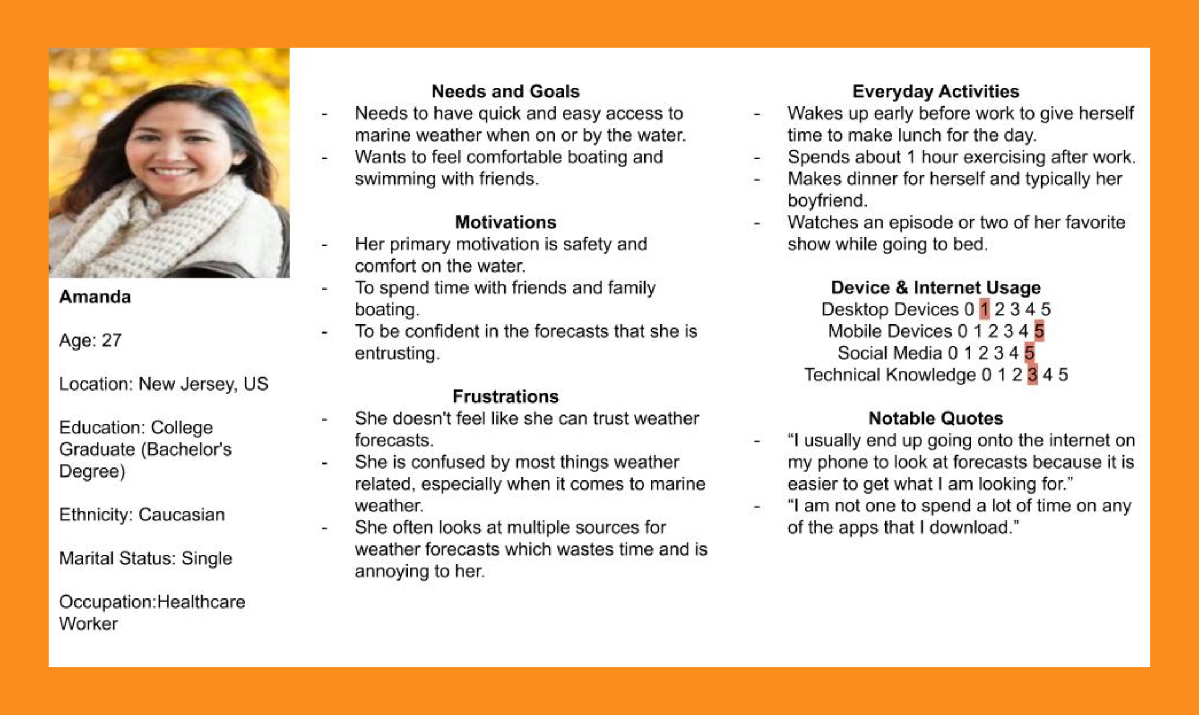 Amanda
Age: 27
Location: New Jersey, US
Education: College
Graduate (Bachelor's
Degree)
Ethnicity: Caucasian
Marital Status: Single
Occupation:Healthcare
Worker
Needs and Goals
- Needs to have quick and easy access to
marine weather when on or by the water.
- Wants to feel comfortable boating and
swimming with friends.
Motivations
- Her primary motivation is safety and
comfort on the water.
- To spend time with friends and family
boating.
- To be confident in the forecasts that she is
entrusting.
Frustrations
- She doesn't feel like she can trust weather
forecasts.
- She is confused by most things weather
related, especially when it comes to marine
weather.
- She often looks at multiple sources for
weather forecasts which wastes time and is
annoying to her.
Everyday Activities
- Wakes up early before work to give herself
time to make lunch for the day.
- Spends about 1 hour exercising after work.
- Makes dinner for herself and typically her
boyfriend.
- Watches an episode or two of her favorite
show while going to bed.
Device & Internet Usage
Desktop Devices 0 1 2 3 4 5
Mobile Devices 0 1 2 3 4 5
Social Media 0 1 2 3 4 5
Technical Knowledge 0 1 2 3 4 5
Notable Quotes
- “I usually end up going onto the internet on
my phone to look at forecasts because it is
easier to get what I am looking for.”
- “I am not one to spend a lot of time on any
of the apps that I download.”